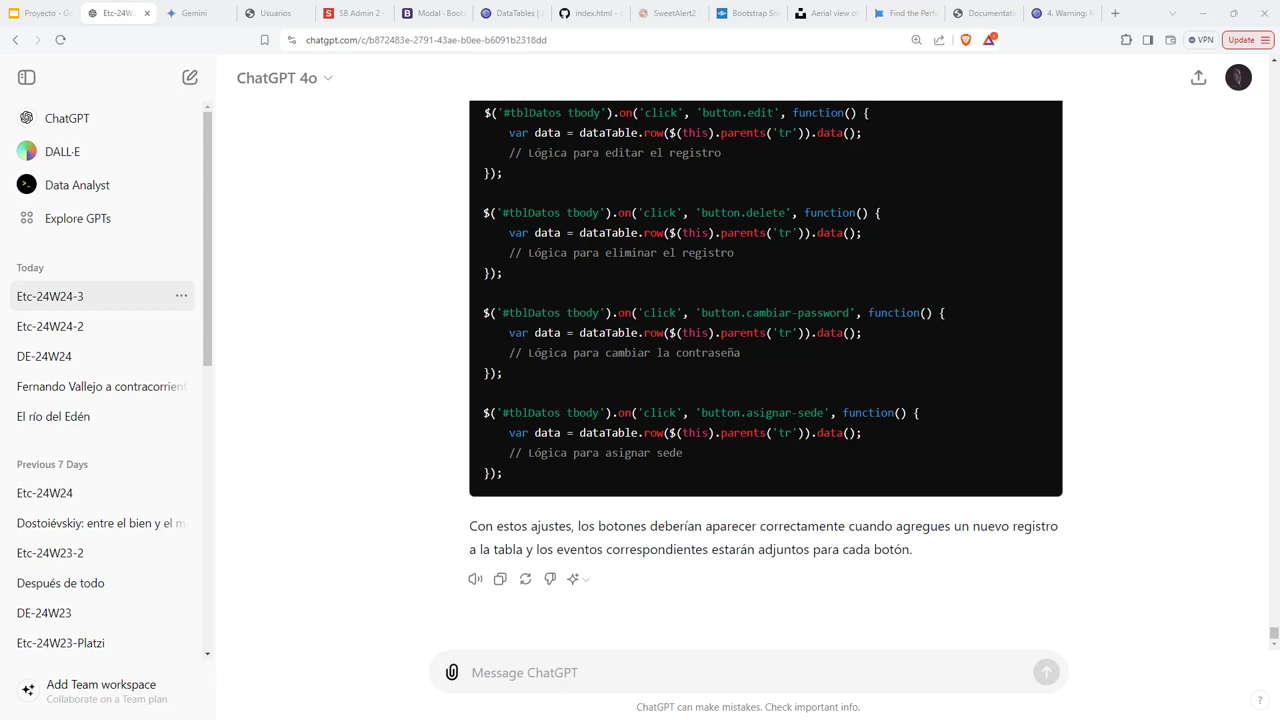 Proyecto - G
Etc-24W
Gemini
Usuarios
SB Admin 2 -
Modal · Boots
DataTables | J
index.html - s
SweetAlert2
Bootstrap Sni
Aerial view of
Find the Perfe
Documentati
4. Warning: R
chatgpt.com/c/b872483e-2791-43ae-b0ee-b6091b2318dd
1
VPN
Update
ChatGPT 4o
ChatGPT
DALL·E
Data Analyst
Explore GPTs
Today
Etc-24W24-3
Etc-24W24-2
DE-24W24
Fernando Vallejo a contracorrient
El río del Edén
Previous 7 Days
Etc-24W24
Dostoiévskiy: entre el bien y el m
Etc-24W23-2
Después de todo
DE-24W23
Etc-24W23-Platzi
Add Team workspace
Collaborate on a Team plan
$('#tblDatos tbody').on('click', 'button.edit', function() {
var data = dataTable.row($(this).parents('tr')).data();
// Lógica para editar el registro
});
$('#tblDatos tbody').on('click', 'button.delete', function() {
var data = dataTable.row($(this).parents('tr')).data();
// Lógica para eliminar el registro
});
$('#tblDatos tbody').on('click', 'button.cambiar-password', function() {
var data = dataTable.row($(this).parents('tr')).data();
// Lógica para cambiar la contraseña
});
$('#tblDatos tbody').on('click', 'button.asignar-sede', function() {
var data = dataTable.row($(this).parents('tr')).data();
// Lógica para asignar sede
});
Con estos ajustes, los botones deberían aparecer correctamente cuando agregues un nuevo registro
a la tabla y los eventos correspondientes estarán adjuntos para cada botón.
Message ChatGPT
ChatGPT can make mistakes. Check important info.
?